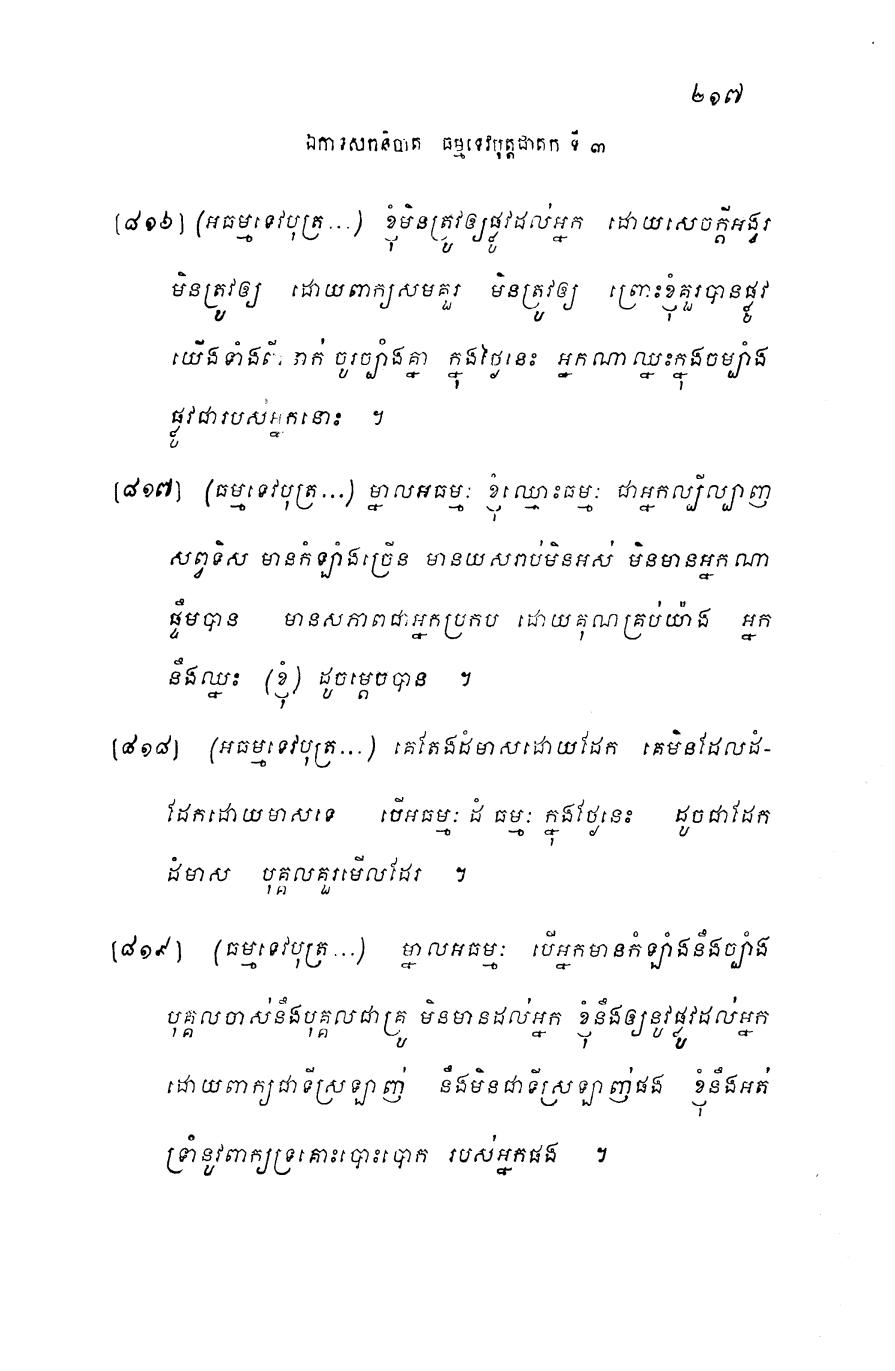 ២១៧
ឯកាទសកនិបាត ធម្មទេវបុត្តជាតក ទី ៣
[៨១៦] (អធម្មទេវបុត្រ...) ខ្ញុំមិនត្រូវឲ្យផ្លូវដល់អ្នក ដោយសេចក្តីអង្វរ
មិនត្រូវឲ្យ ដោយពាក្យសមគួរ មិនត្រូវឲ្យ ព្រោះខ្ញុំគួរបានផ្លូវ
យើងទាំងពីរនាក់ ចូរច្បាំងគ្នា ក្នុងថ្ងៃនេះ អ្នកណាឈ្នះក្នុងចម្បាំង
ផ្លូវជារបស់អ្នកនោះ ។
[៨១៧] (ធម្មទេវបុត្រ...) ម្នាលអធម្មៈ ខ្ញុំឈ្មោះធម្មៈ ជាអ្នកល្បីល្បាញ
សព្វទិស មានកំឡាំងច្រើន មានយសរាប់មិនអស់ មិនមានអ្នកណា
ផ្ទឹមបាន មានសភាពជាអ្នកប្រកប ដោយគុណគ្រប់យ៉ាង អ្នក
នឹងឈ្នះ (ខ្ញុំ) ដូចម្តេចបាន ។
[៨១៨] (អធម្មទេវបុត្រ...) គេតែងដំមាសដោយដែក គេមិនដែលដំ-
ដែកដោយមាសទេ បើអធម្មៈ ដំ ធម្មៈ ក្នុងថ្ងៃនេះ ដូចជាដែក
ដំមាស បុគ្គលគួរមើលដែរ ។
[៨១៩] (ធម្មទេវបុត្រ...) ម្នាលអធម្មៈ បើអ្នកមានកំឡាំងនឹងច្បាំង
បុគ្គលចាស់នឹងបុគ្គលជាគ្រូ មិនមានដល់អ្នក ខ្ញុំនឹងឲ្យនូវផ្លូវដល់អ្នក
ដោយពាក្យជាទីស្រឡាញ់ នឹងមិនជាទីស្រឡាញ់ផង ខ្ញុំនឹងអត់
ទ្រាំនូវពាក្យទ្រគោះបោះបោក របស់អ្នកផង ។